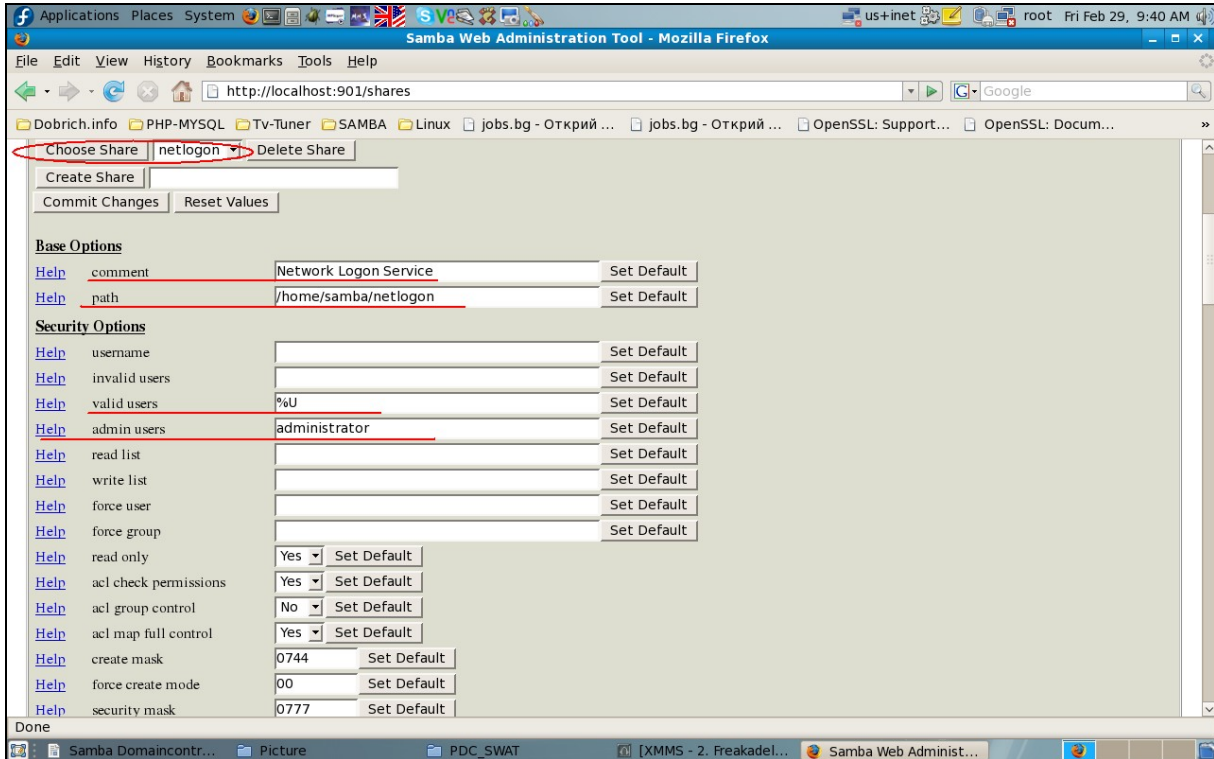 Applications Places System us+inet root Fri Feb 29, 9:40 AM
Samba Web Administration Tool - Mozilla Firefox
File Edit View History Bookmarks Tools Help
http://localhost:901/shares Google
Dobrich.info PHP-MYSQL Tv-Tuner SAMBA Linux jobs.bg - Открий ... jobs.bg - Открий ... OpenSSL: Support... OpenSSL: Docum... »
Choose Share netlogon Delete Share
Create Share
Commit Changes Reset Values
Base Options
Help comment Network Logon Service Set Default
Help path /home/samba/netlogon Set Default
Security Options
Help username Set Default
Help invalid users Set Default
Help valid users %U Set Default
Help admin users administrator Set Default
Help read list Set Default
Help write list Set Default
Help force user Set Default
Help force group Set Default
Help read only Yes Set Default
Help acl check permissions Yes Set Default
Help acl group control No Set Default
Help acl map full control Yes Set Default
Help create mask 0744 Set Default
Help force create mode 00 Set Default
Help security mask 0777 Set Default
Done
Samba Domaincontr... Picture PDC_SWAT [XMMS - 2. Freakadel... Samba Web Administ...